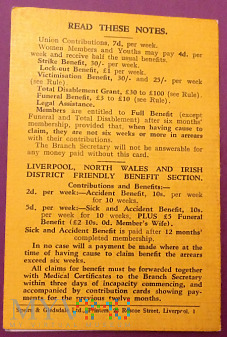 READ THESE NOTES.
Union Contributions, 7d, per week.
Women Members and Youths may pay 4d, per
week and receive half the usual benefits.
Strike Benefit, 30/- per week.
Lock-out Benefit, £1 per week.
Victimisation Benefit, 30/- and 25/- per week
(see Rule).
Total Disablement Grant, £30 to £100 (see Rule).
Funeral Benefit, £3 to £10 (see Rule).
Legal Assistance.
Members are entitled to Full Benefit (except
Funeral and Total Disablement) after six months'
membership, provided that, when having cause to
claim, they are not six weeks or more in arrears
with their contributions.
The Branch Secretary will not be answerable for
any money paid without this card.
LIVERPOOL, NORTH WALES AND IRISH
DISTRICT FRIENDLY BENEFIT SECTION.
Contributions and Benefits:—
2d. per week:—Accident Benefit, 10s. per week
for 10 weeks.
5d. per week:—Sick and Accident Benefit, 10s.
per week for 10 weeks, PLUS £5 Funeral
Benefit (£2 10s. 0d. Member's Wife).
Sick and Accident Benefit is paid after 12 months'
completed membership.
In no case will a payment be made where at the
time of having cause to claim benefit the arrears
exceed six weeks.
All claims for benefit must be forwarded together
with Medical Certificates to the Branch Secretary
within three days of incapacity commencing, and
accompanied by contribution cards showing pay-
ments for the previous twelve months.
Speirs & Gledsdale Ltd., Printers, Roscoe Street, Liverpool. 1